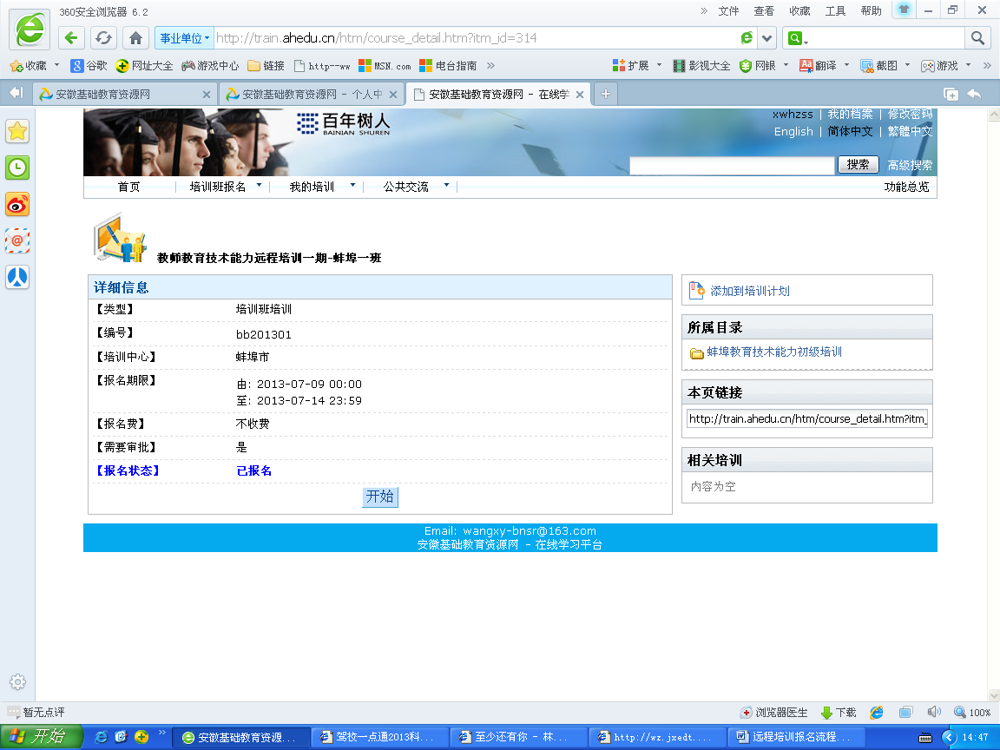 360安全浏览器 6.2
» 文件 查看 收藏 工具 帮助
事业单位 http://train.ahedu.cn/htm/course_detail.htm?itm_id=314
收藏 谷歌 网址大全 游戏中心 链接 http--ww MSN.com 电台指南 » 扩展 影视大全 网银 翻译 截图 游戏 »
安徽基础教育资源网 安徽基础教育资源网 - 个人中 安徽基础教育资源网 - 在线学
百年树人
BAINIAN SHUREN
xwhzss | 我的档案 | 修改密码
English | 简体中文 | 繁體中文
搜索 高级搜索
首页 培训班报名 我的培训 公共交流 功能总览
教师教育技术能力远程培训一期-蚌埠一班
详细信息
【类型】 培训班培训
【编号】 bb201301
【培训中心】 蚌埠市
【报名期限】 由: 2013-07-09 00:00
至: 2013-07-14 23:59
【报名费】 不收费
【需要审批】 是
【报名状态】 已报名
开始
添加到培训计划
所属目录
蚌埠教育技术能力初级培训
本页链接
http://train.ahedu.cn/htm/course_detail.htm?itm_
相关培训
内容为空
Email: wangxy-bnsr@163.com
安徽基础教育资源网 - 在线学习平台
暂无点评 浏览器医生 下载 100%
开始 » 安徽基础教育资源... 驾校一点通2013科... 至少还有你 - 林... http://wz.jxedt.... 远程培训报名流程... 14:47